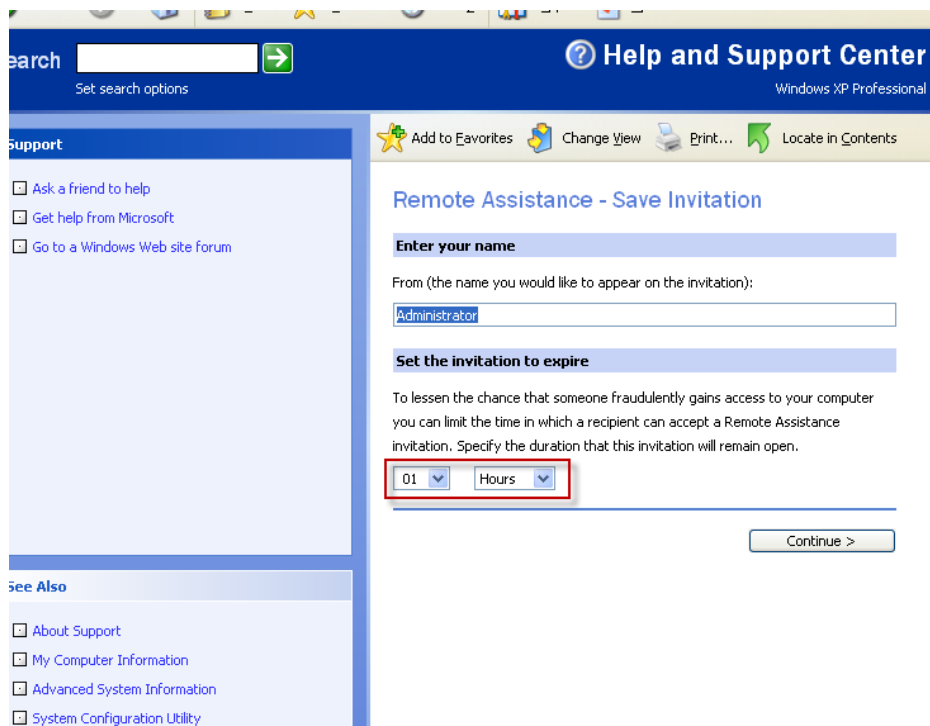 earch
Set search options
Help and Support Center
Windows XP Professional
Support
Ask a friend to help
Get help from Microsoft
Go to a Windows Web site forum
See Also
About Support
My Computer Information
Advanced System Information
System Configuration Utility
Add to Favorites Change View Print... Locate in Contents
Remote Assistance - Save Invitation
Enter your name
From (the name you would like to appear on the invitation):
Administrator
Set the invitation to expire
To lessen the chance that someone fraudulently gains access to your computer
you can limit the time in which a recipient can accept a Remote Assistance
invitation. Specify the duration that this invitation will remain open.
01 Hours
Continue >